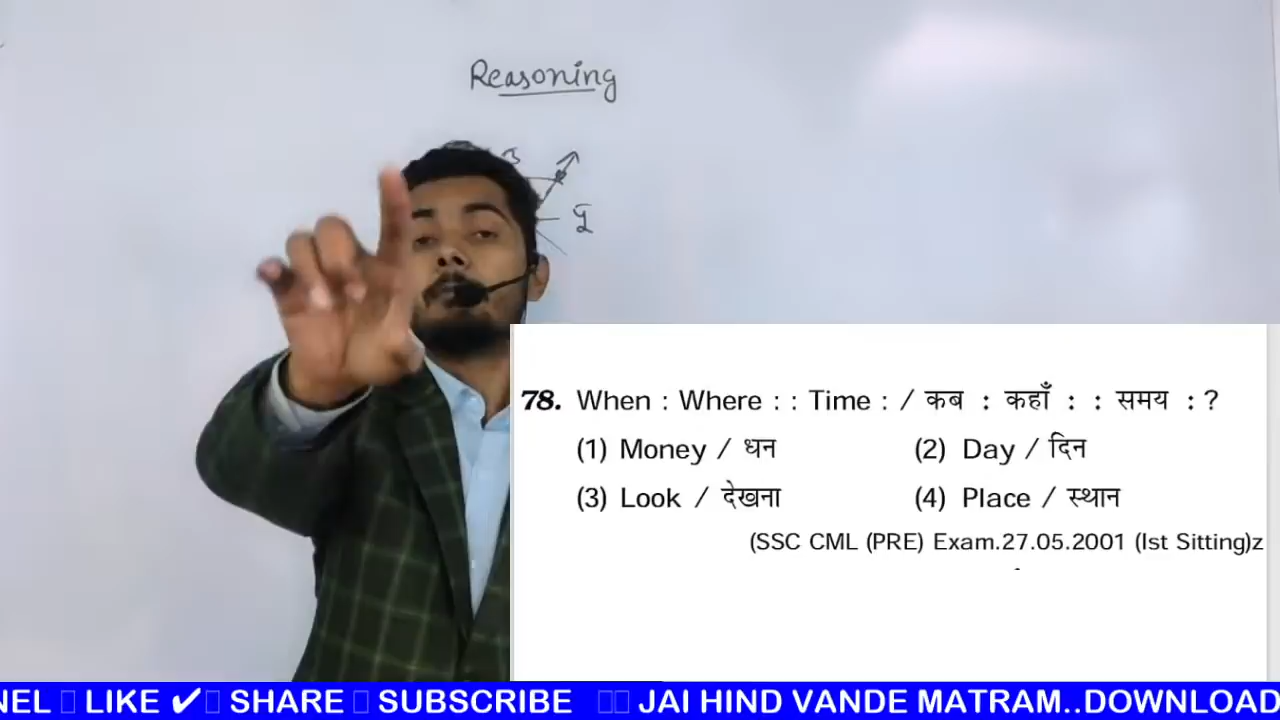 Reasoning
78. When : Where : : Time : / कब : कहाँ : : समय : ?
(1) Money / धन (2) Day / दिन
(3) Look / देखना (4) Place / स्थान
(SSC CML (PRE) Exam.27.05.2001 (Ist Sitting)z
NEL LIKE ✔ SHARE SUBSCRIBE JAI HIND VANDE MATRAM..DOWNLOAD